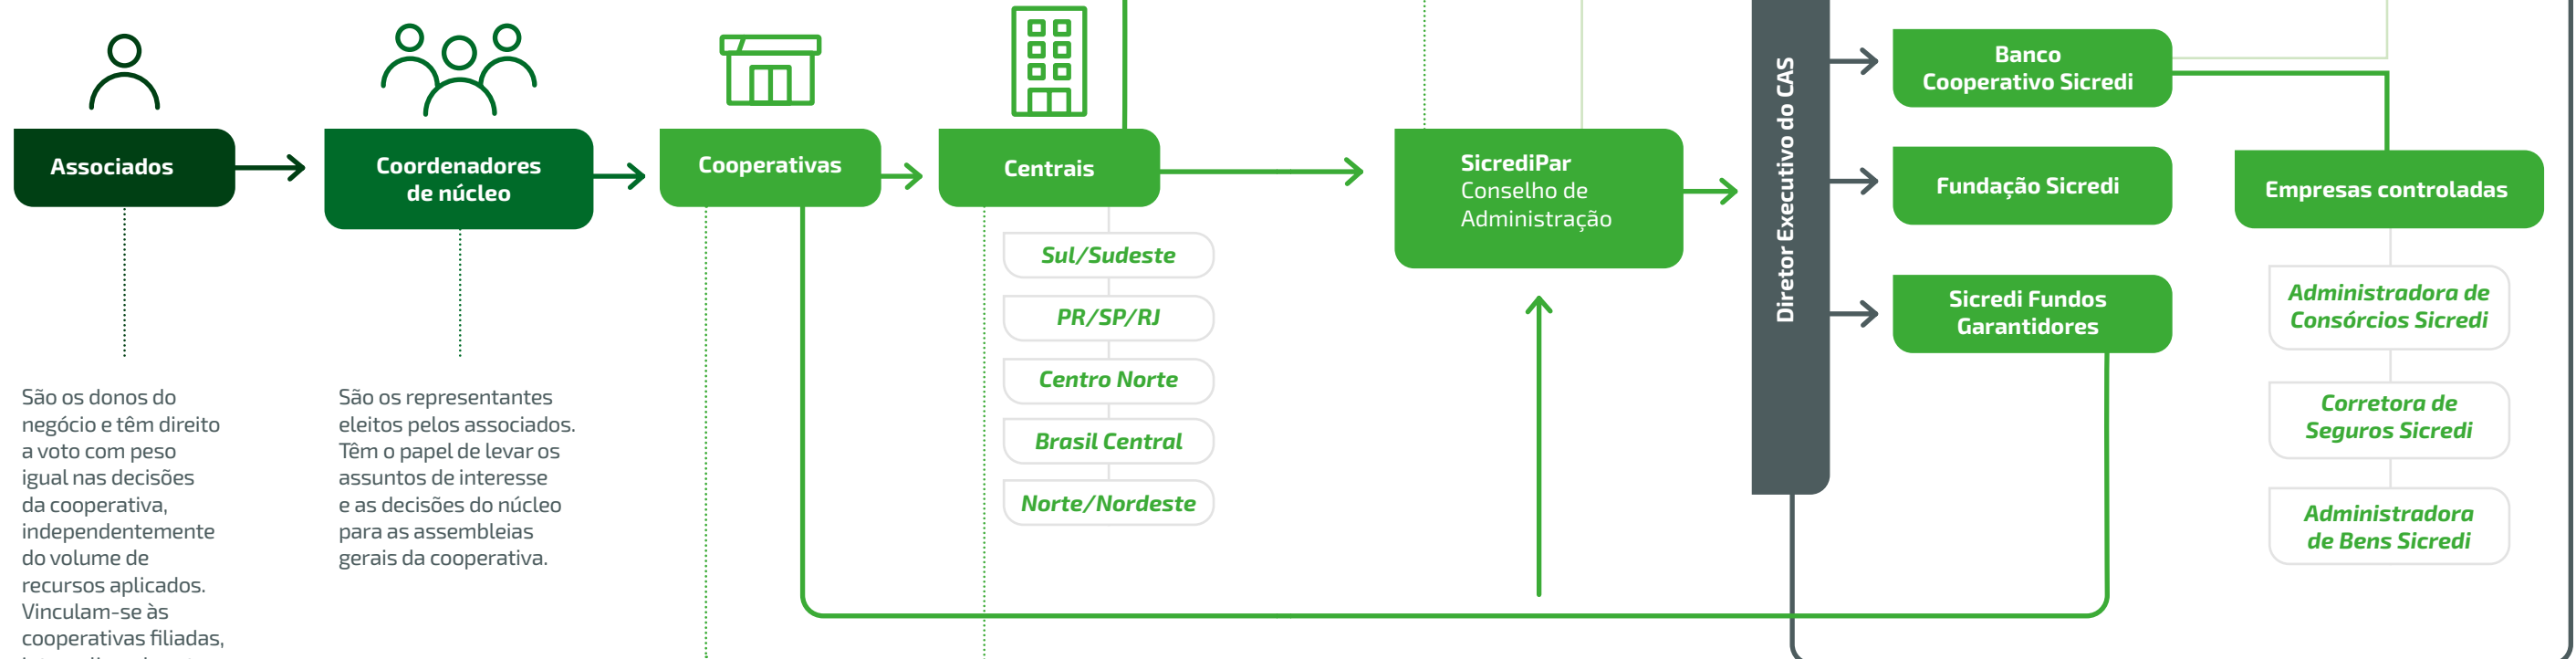 Associados
São os donos do
negócio e têm direito
a voto com peso
igual nas decisões
da cooperativa,
independentemente
do volume de
recursos aplicados.
Vinculam-se às
cooperativas filiadas,
Coordenadores
de núcleo
São os representantes
eleitos pelos associados.
Têm o papel de levar os
assuntos de interesse
e as decisões do núcleo
para as assembleias
gerais da cooperativa.
Cooperativas
Centrais
Sul/Sudeste
PR/SP/RJ
Centro Norte
Brasil Central
Norte/Nordeste
SicrediPar
Conselho de
Administração
Diretor Executivo do CAS
Banco
Cooperativo Sicredi
Fundação Sicredi
Sicredi Fundos
Garantidores
Empresas controladas
Administradora de
Consórcios Sicredi
Corretora de
Seguros Sicredi
Administradora
de Bens Sicredi